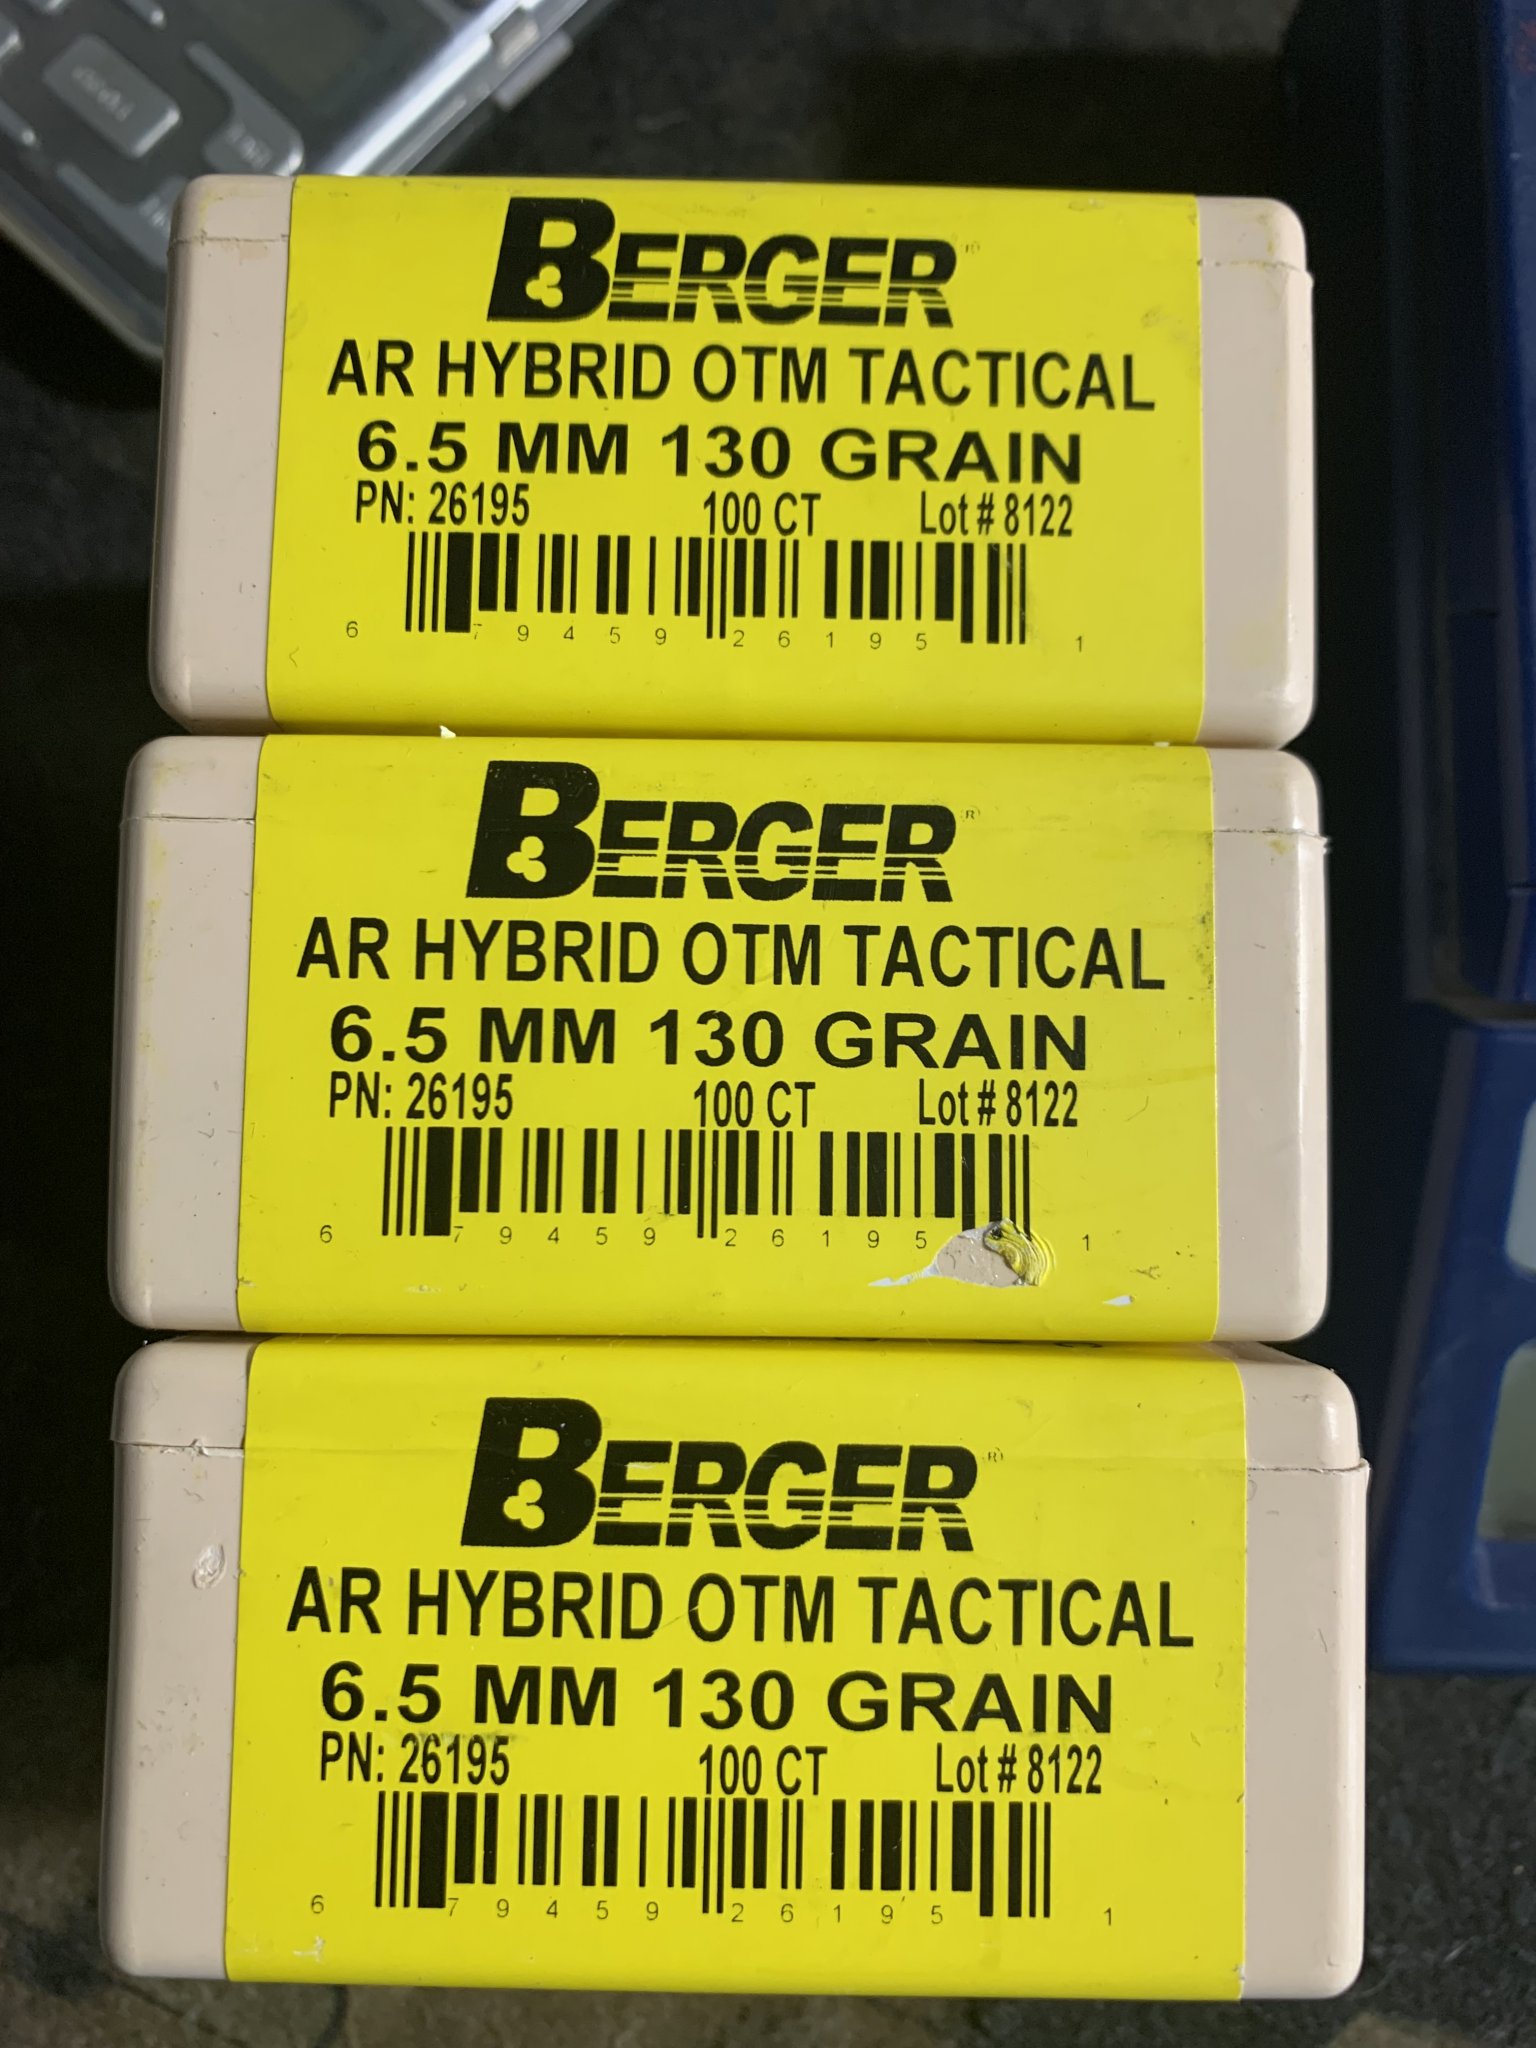 BERGER®
AR HYBRID OTM TACTICAL
6.5 MM 130 GRAIN
PN: 26195 100 CT Lot # 8122
6 79459 26195 1
BERGER®
AR HYBRID OTM TACTICAL
6.5 MM 130 GRAIN
PN: 26195 100 CT Lot # 8122
6 79459 26195 1
BERGER®
AR HYBRID OTM TACTICAL
6.5 MM 130 GRAIN
PN: 26195 100 CT Lot # 8122
6 79459 26195 1